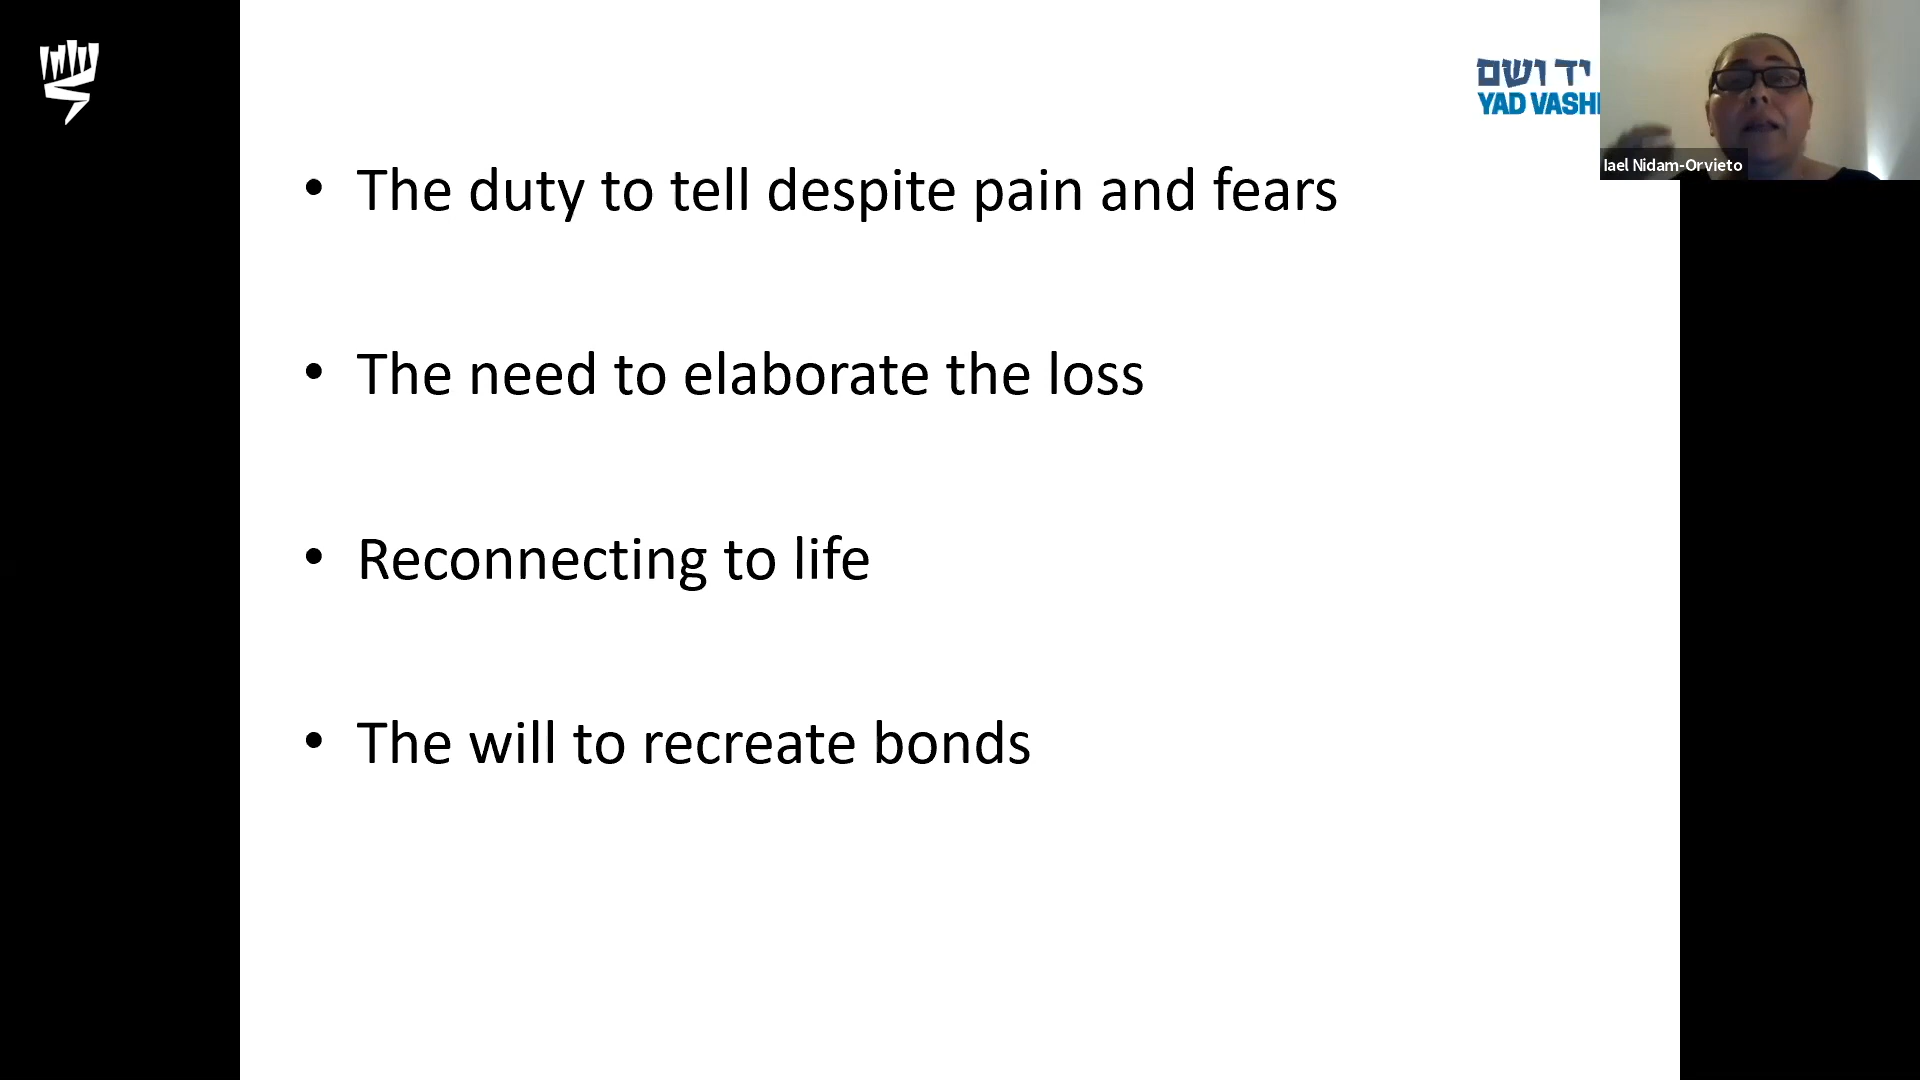 יד ושם
YAD VASH
Iael Nidam-Orvieto
• The duty to tell despite pain and fears
• The need to elaborate the loss
• Reconnecting to life
• The will to recreate bonds